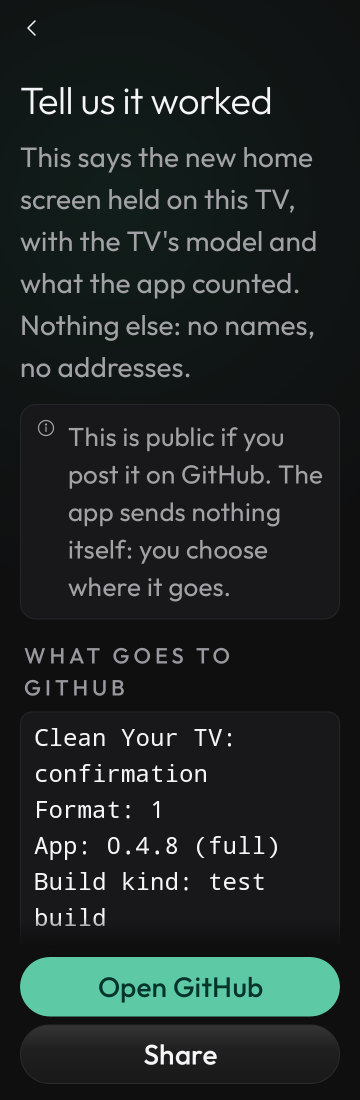 Tell us it worked
This says the new home
screen held on this TV,
with the TV's model and
what the app counted.
Nothing else: no names,
no addresses.
This is public if you
post it on GitHub. The
app sends nothing
itself: you choose
where it goes.
WHAT GOES TO
GITHUB
Clean Your TV:
confirmation
Format: 1
App: 0.4.8 (full)
Build kind: test
build
Open GitHub
Share